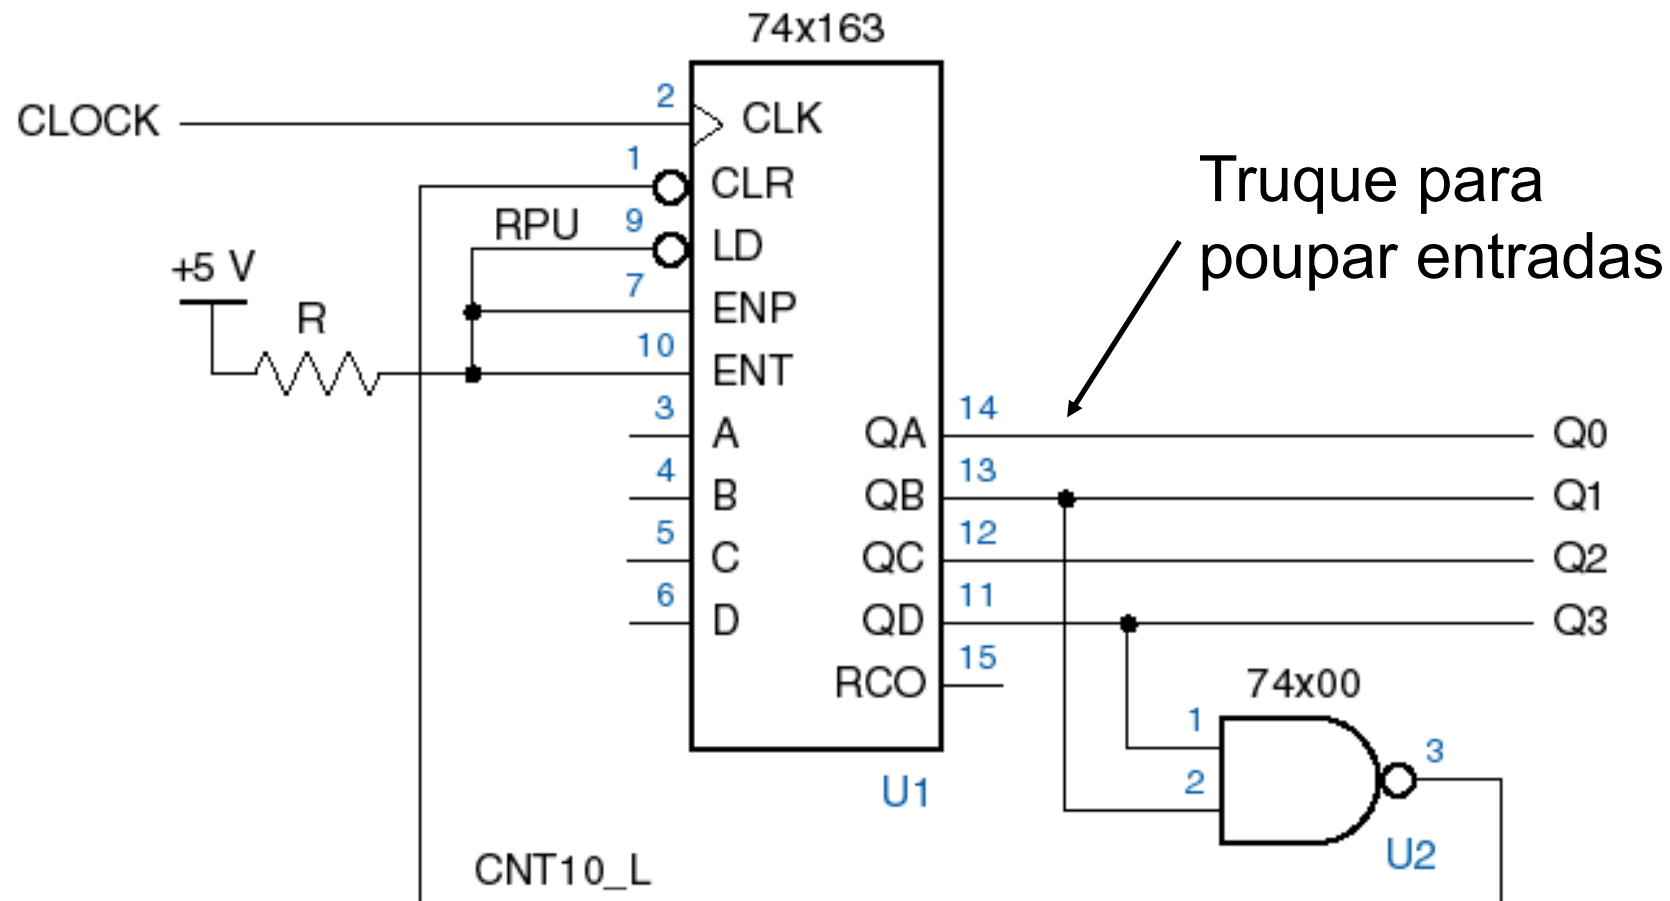 74x163
CLOCK
2
CLK
1
CLR
RPU
9
LD
+5 V
R
7
ENP
10
ENT
3
A
4
B
5
C
6
D
QA
14
Q0
QB
13
Q1
QC
12
Q2
QD
11
Q3
RCO
15
U1
Truque para
poupar entradas
74x00
1
2
3
U2
CNT10_L